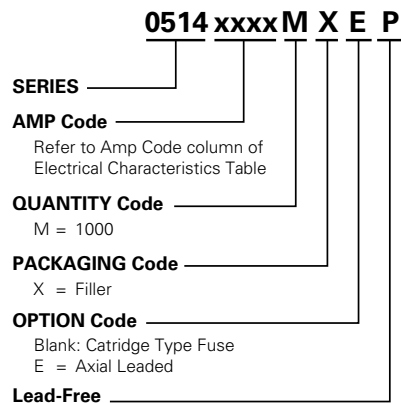 0514 xxxx M X E P
SERIES
AMP Code
Refer to Amp Code column of
Electrical Characteristics Table
QUANTITY Code
M = 1000
PACKAGING Code
X = Filler
OPTION Code
Blank: Catridge Type Fuse
E = Axial Leaded
Lead-Free